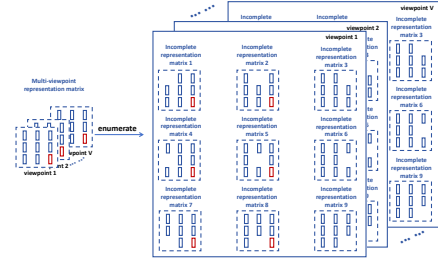 viewpoint V
viewpoint 2
viewpoint 1
Incomplete
Incomplete
Incomplete
representation
matrix 3
Incomplete
representation
matrix 1
Incomplete
representation
matrix 2
Incomplete
representation
matrix 3
Multi-viewpoint
representation matrix
Incomplete
representation
matrix 6
enumerate
Incomplete
representation
matrix 4
Incomplete
representation
matrix 5
Incomplete
representation
matrix 6
wpoint V
nt 2
viewpoint 1
Incomplete
representation
matrix 9
Incomplete
representation
matrix 7
Incomplete
representation
matrix 8
Incomplete
representation
matrix 9